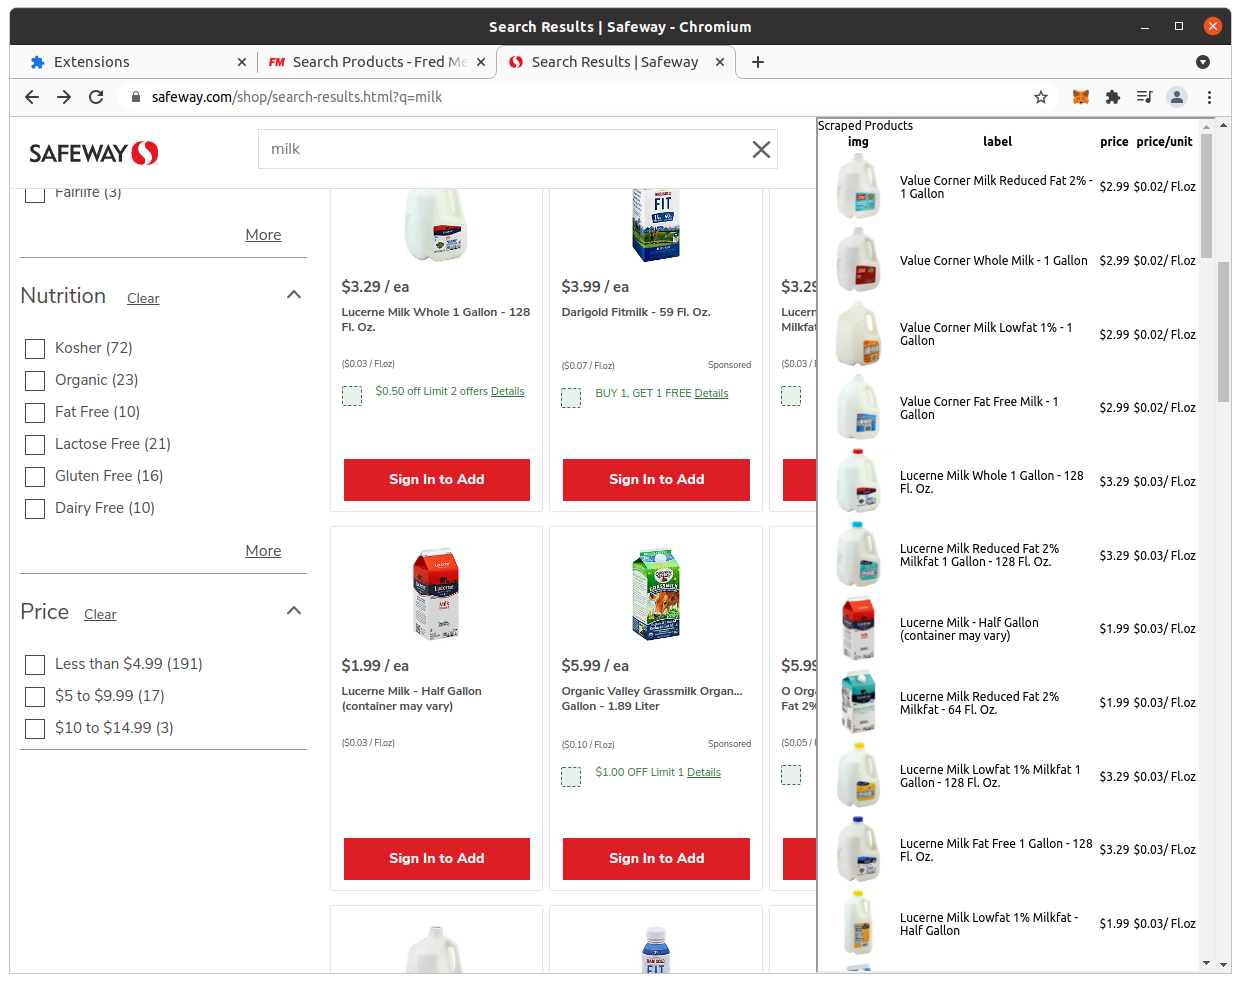 Search Results | Safeway - Chromium
Extensions
FM Search Products - Fred Me
Search Results | Safeway
safeway.com/shop/search-results.html?q=milk
SAFEWAY
milk
Fairlife (3)
More
Nutrition Clear
Kosher (72)
Organic (23)
Fat Free (10)
Lactose Free (21)
Gluten Free (16)
Dairy Free (10)
More
Price Clear
Less than $4.99 (191)
$5 to $9.99 (17)
$10 to $14.99 (3)
$3.29 / ea
Lucerne Milk Whole 1 Gallon - 128
Fl. Oz.
($0.03 / Fl.oz)
$0.50 off Limit 2 offers Details
Sign In to Add
FIT
$3.99 / ea
Darigold Fitmilk - 59 Fl. Oz.
($0.07 / Fl.oz) Sponsored
BUY 1, GET 1 FREE Details
Sign In to Add
$3.29
Lucern
Milkfat
($0.03 / F
Lucerne
MILK
$1.99 / ea
Lucerne Milk - Half Gallon
(container may vary)
($0.03 / Fl.oz)
Sign In to Add
GRASSMILK
$5.99 / ea
Organic Valley Grassmilk Organ...
Gallon - 1.89 Liter
($0.10 / Fl.oz) Sponsored
$1.00 OFF Limit 1 Details
Sign In to Add
$5.99
O Orga
Fat 2%
($0.05 / F
FIT
Scraped Products
img label price price/unit
Value Corner Milk Reduced Fat 2% -
1 Gallon
$2.99 $0.02/ Fl.oz
Value Corner Whole Milk - 1 Gallon
$2.99 $0.02/ Fl.oz
Value Corner Milk Lowfat 1% - 1
Gallon
$2.99 $0.02/ Fl.oz
Value Corner Fat Free Milk - 1
Gallon
$2.99 $0.02/ Fl.oz
Lucerne Milk Whole 1 Gallon - 128
Fl. Oz.
$3.29 $0.03/ Fl.oz
Lucerne Milk Reduced Fat 2%
Milkfat 1 Gallon - 128 Fl. Oz.
$3.29 $0.03/ Fl.oz
Lucerne Milk - Half Gallon
(container may vary)
$1.99 $0.03/ Fl.oz
Lucerne Milk Reduced Fat 2%
Milkfat - 64 Fl. Oz.
$1.99 $0.03/ Fl.oz
Lucerne Milk Lowfat 1% Milkfat 1
Gallon - 128 Fl. Oz.
$3.29 $0.03/ Fl.oz
Lucerne Milk Fat Free 1 Gallon - 128
Fl. Oz.
$3.29 $0.03/ Fl.oz
Lucerne Milk Lowfat 1% Milkfat -
Half Gallon
$1.99 $0.03/ Fl.oz